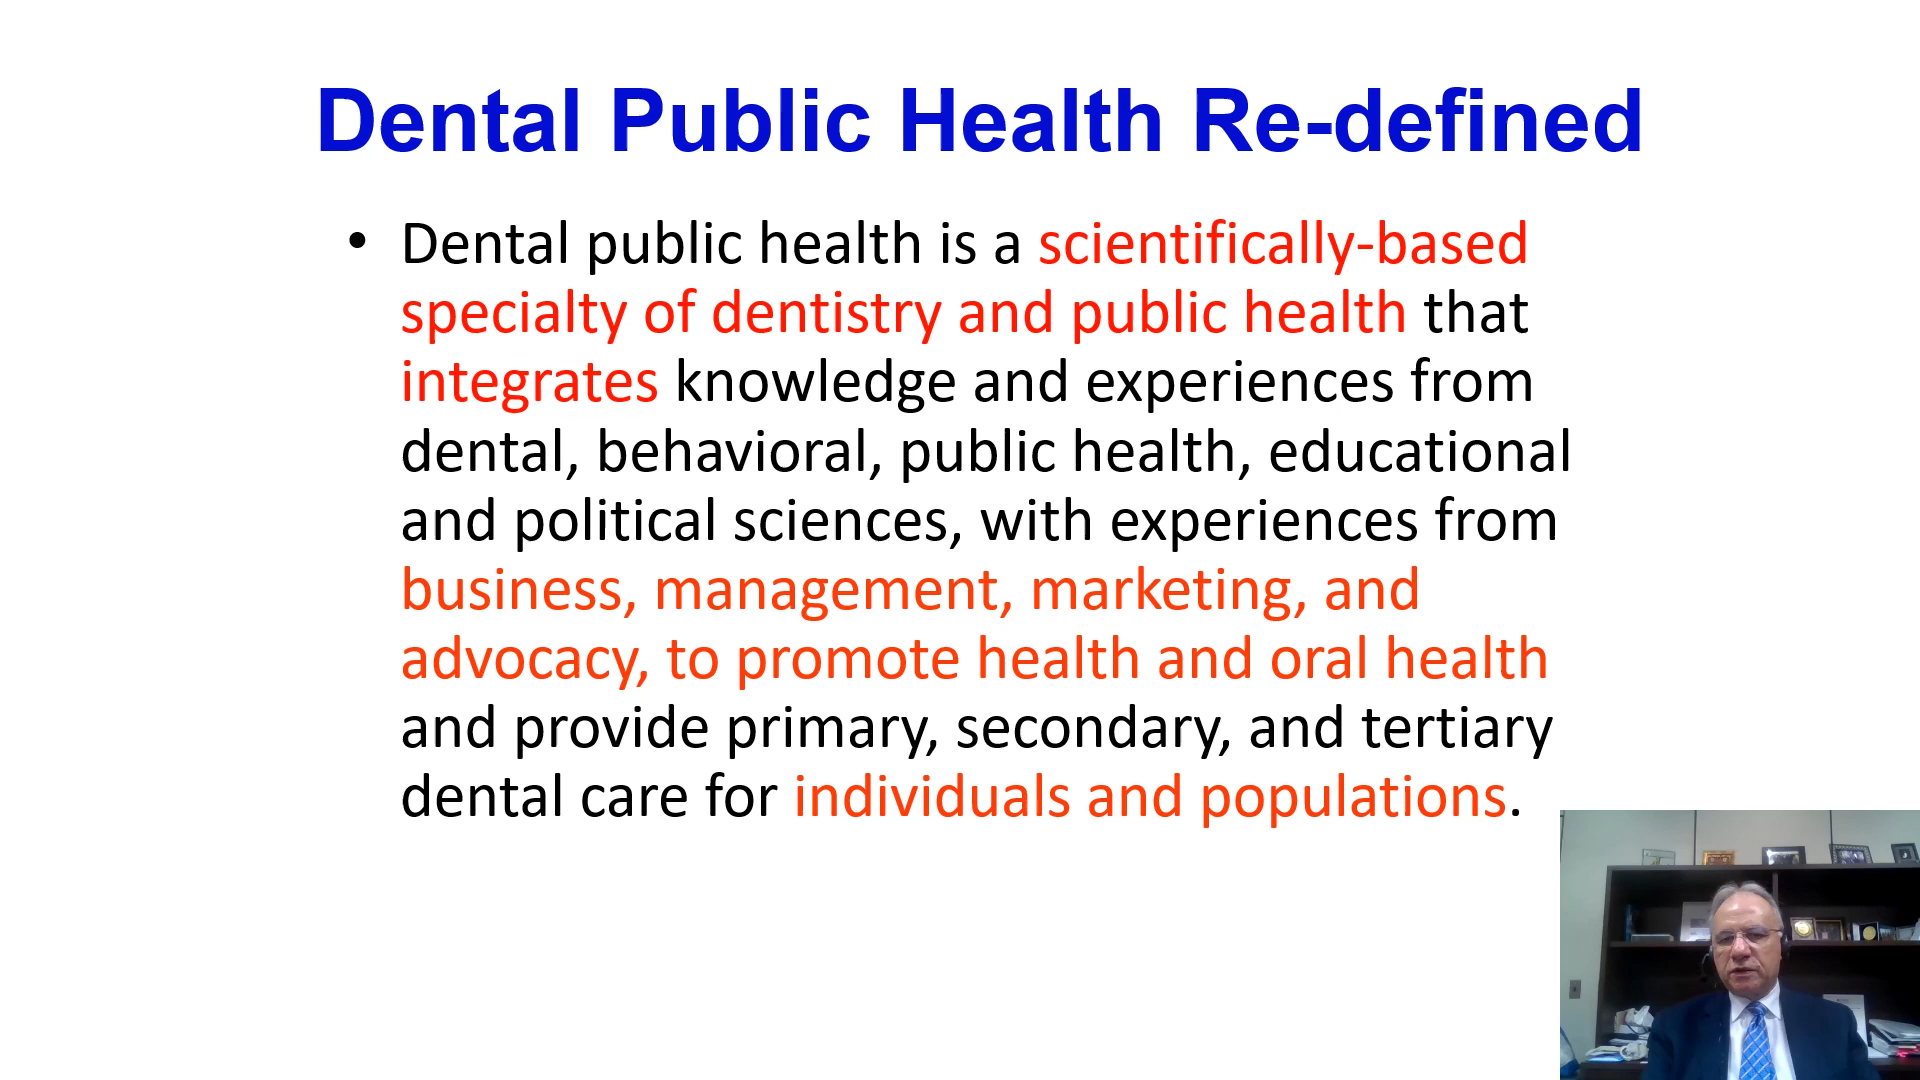 Dental Public Health Re-defined
• Dental public health is a scientifically-based
specialty of dentistry and public health that
integrates knowledge and experiences from
dental, behavioral, public health, educational
and political sciences, with experiences from
business, management, marketing, and
advocacy, to promote health and oral health
and provide primary, secondary, and tertiary
dental care for individuals and populations.